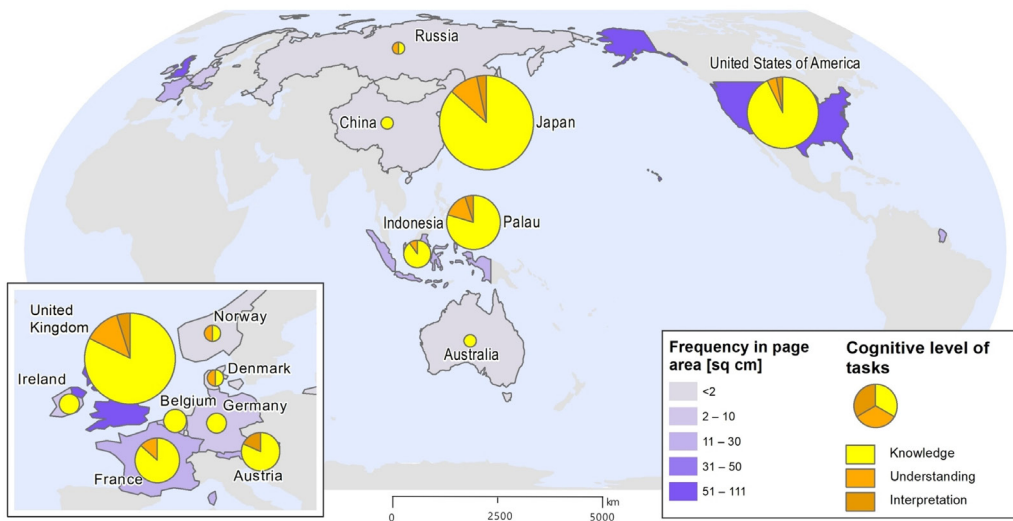 Russia
United States of America
China
Japan
Indonesia
Palau
Australia
United
Kingdom
Norway
Ireland
Denmark
Belgium
Germany
France
Austria
km
0
2500
5000
Frequency in page
area [sq cm]
<2
2 – 10
11 – 30
31 – 50
51 – 111
Cognitive level of
tasks
Knowledge
Understanding
Interpretation